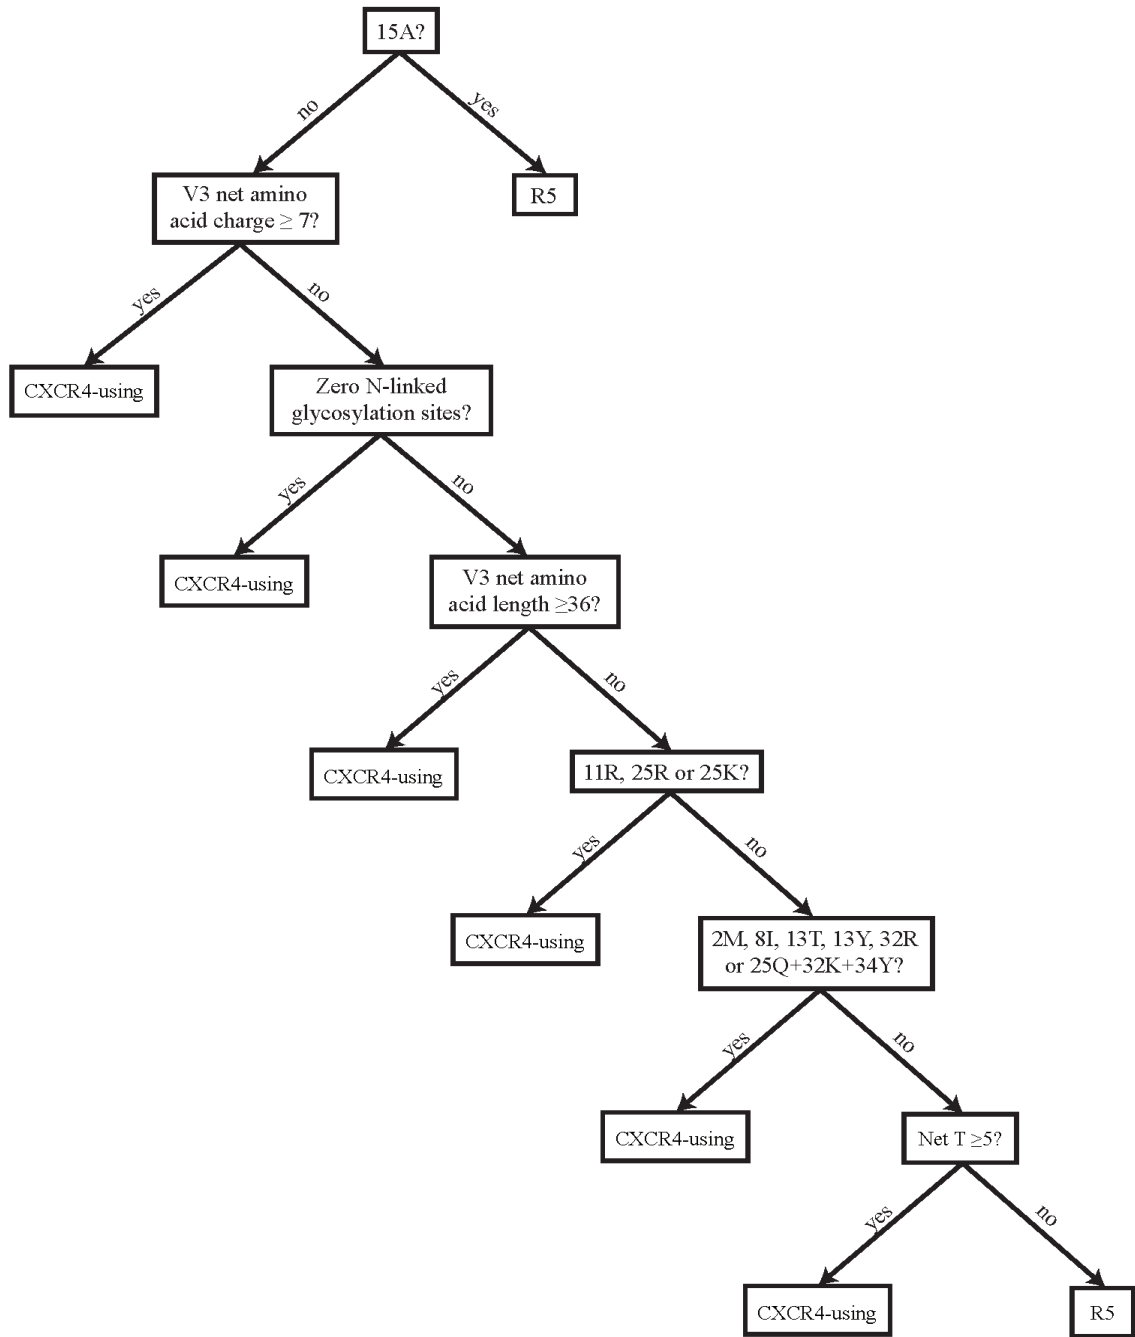 15A?
no
yes
V3 net amino
acid charge ≥ 7?
R5
yes
no
CXCR4-using
Zero N-linked
glycosylation sites?
yes
no
CXCR4-using
V3 net amino
acid length ≥36?
yes
no
CXCR4-using
11R, 25R or 25K?
yes
no
CXCR4-using
2M, 8I, 13T, 13Y, 32R
or 25Q+32K+34Y?
yes
no
CXCR4-using
Net T ≥5?
yes
no
CXCR4-using
R5